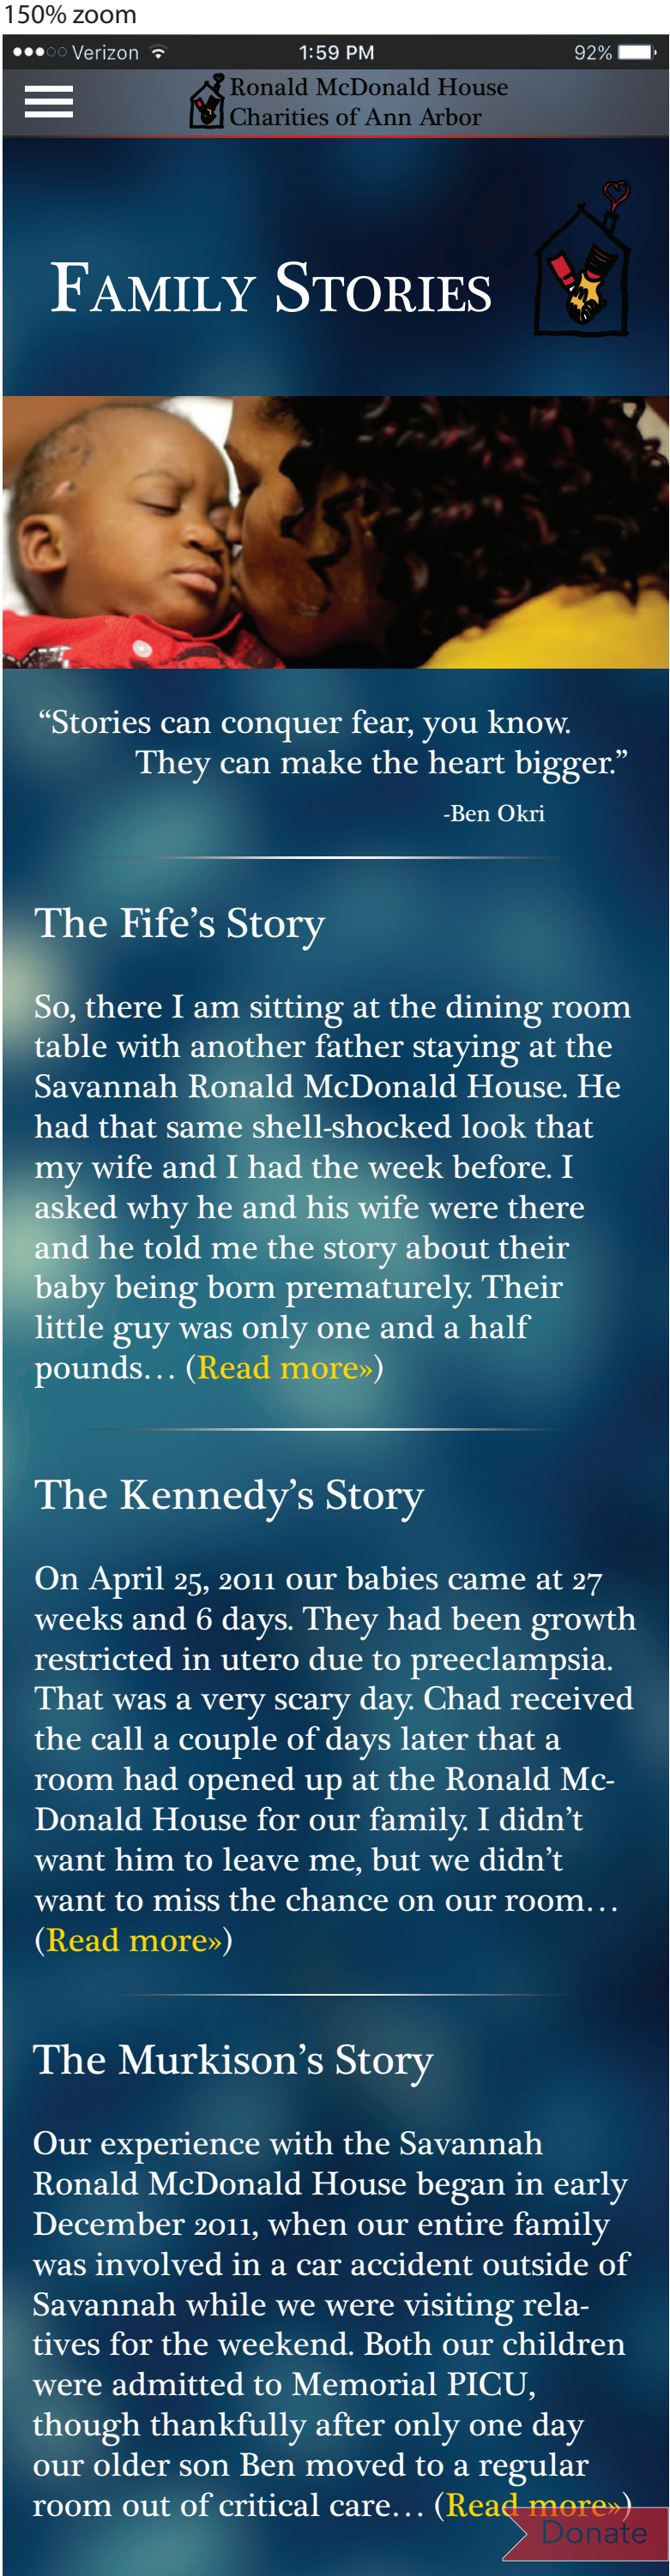 150% zoom
Verizon 1:59 PM 92%
Ronald McDonald House
Charities of Ann Arbor
Family Stories
“Stories can conquer fear, you know.
They can make the heart bigger.”
-Ben Okri
The Fife’s Story
So, there I am sitting at the dining room
table with another father staying at the
Savannah Ronald McDonald House. He
had that same shell-shocked look that
my wife and I had the week before. I
asked why he and his wife were there
and he told me the story about their
baby being born prematurely. Their
little guy was only one and a half
pounds… (Read more»)
The Kennedy’s Story
On April 25, 2011 our babies came at 27
weeks and 6 days. They had been growth
restricted in utero due to preeclampsia.
That was a very scary day. Chad received
the call a couple of days later that a
room had opened up at the Ronald Mc-
Donald House for our family. I didn’t
want him to leave me, but we didn’t
want to miss the chance on our room…
(Read more»)
The Murkison’s Story
Our experience with the Savannah
Ronald McDonald House began in early
December 2011, when our entire family
was involved in a car accident outside of
Savannah while we were visiting rela-
tives for the weekend. Both our children
were admitted to Memorial PICU,
though thankfully after only one day
our older son Ben moved to a regular
room out of critical care… (Read more»)
Donate